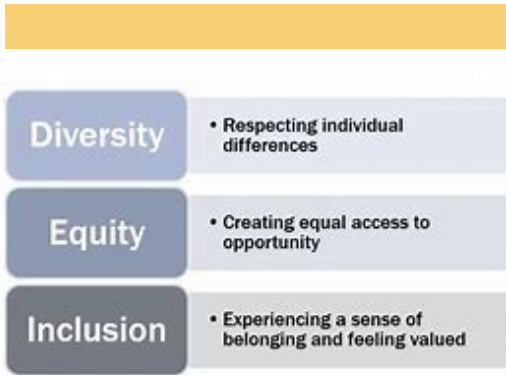 Diversity
• Respecting individual
differences
Equity
• Creating equal access to
opportunity
Inclusion
• Experiencing a sense of
belonging and feeling valued